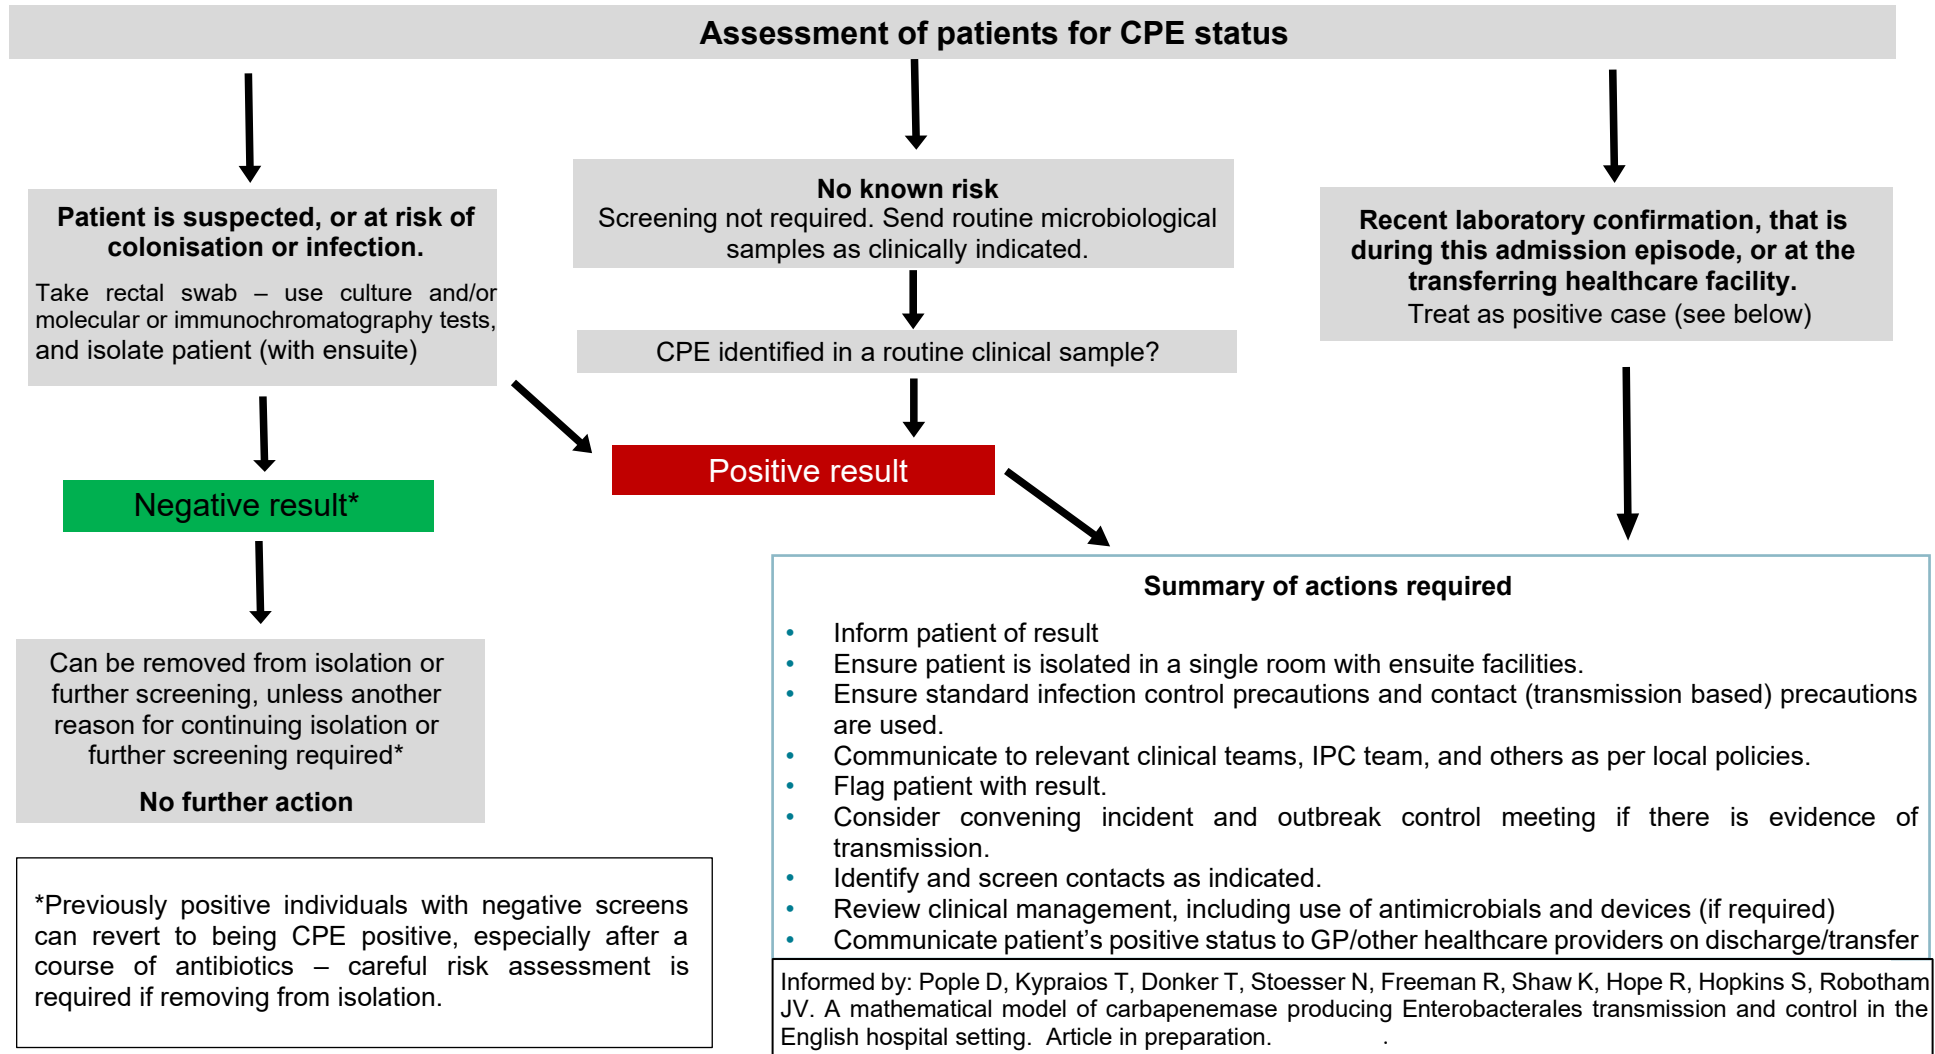 Assessment of patients for CPE status
Patient is suspected, or at risk of
colonisation or infection.
Take rectal swab – use culture and/or
molecular or immunochromatography tests,
and isolate patient (with ensuite)
No known risk
Screening not required. Send routine microbiological
samples as clinically indicated.
CPE identified in a routine clinical sample?
Recent laboratory confirmation, that is
during this admission episode, or at the
transferring healthcare facility.
Treat as positive case (see below)
Positive result
Negative result*
Can be removed from isolation or
further screening, unless another
reason for continuing isolation or
further screening required*
No further action
*Previously positive individuals with negative screens
can revert to being CPE positive, especially after a
course of antibiotics – careful risk assessment is
required if removing from isolation.
Summary of actions required
• Inform patient of result
• Ensure patient is isolated in a single room with ensuite facilities.
• Ensure standard infection control precautions and contact (transmission based) precautions
are used.
• Communicate to relevant clinical teams, IPC team, and others as per local policies.
• Flag patient with result.
• Consider convening incident and outbreak control meeting if there is evidence of
transmission.
• Identify and screen contacts as indicated.
• Review clinical management, including use of antimicrobials and devices (if required)
• Communicate patient’s positive status to GP/other healthcare providers on discharge/transfer
Informed by: Pople D, Kypraios T, Donker T, Stoesser N, Freeman R, Shaw K, Hope R, Hopkins S, Robotham
JV. A mathematical model of carbapenemase producing Enterobacterales transmission and control in the
English hospital setting. Article in preparation. .